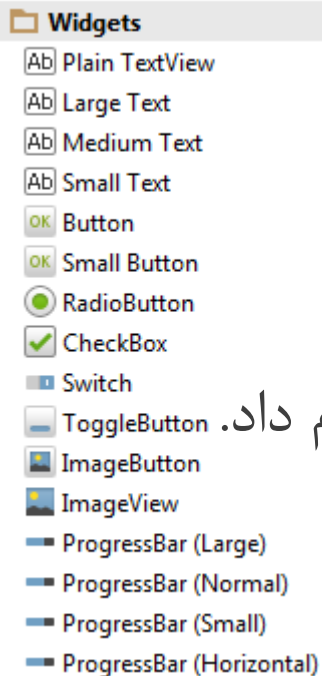 Widgets
Ab Plain TextView
Ab Large Text
Ab Medium Text
Ab Small Text
OK Button
OK Small Button
RadioButton
CheckBox
Switch
ToggleButton م داد.
ImageButton
ImageView
ProgressBar (Large)
ProgressBar (Normal)
ProgressBar (Small)
ProgressBar (Horizontal)